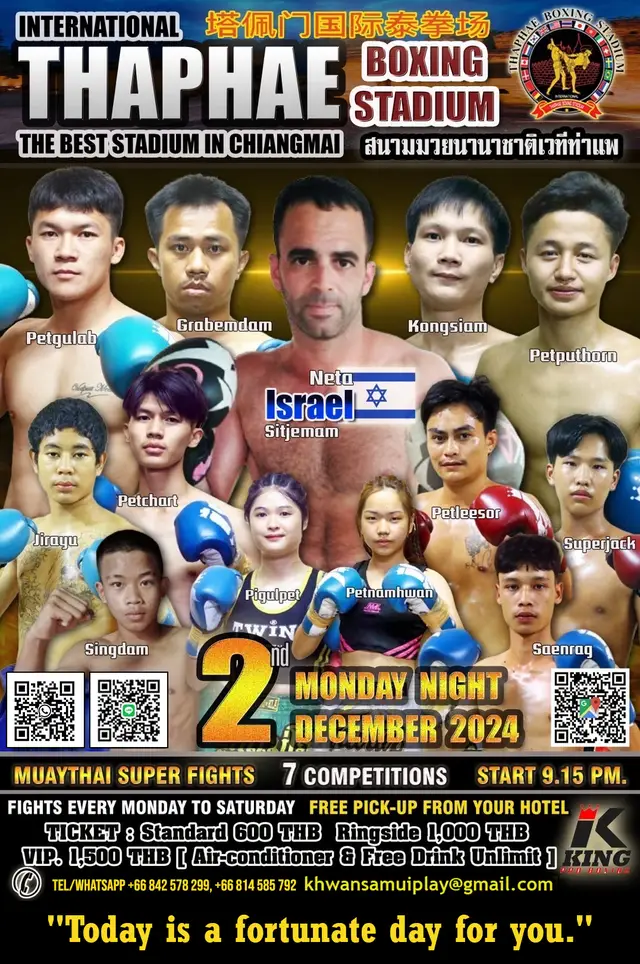 INTERNATIONAL
塔佩门国际泰拳场
THAPHAE
BOXING
STADIUM
THE BEST STADIUM IN CHIANGMAI
สนามมวยนานาชาติเวทีท่าแพ
THAPHAE BOXING STADIUM
Petgulab
Grabemdam
Kongsiam
Petputhorn
Neta
Israel
Sitjemam
Petchart
Petleesor
Jirayu
Superjack
Pigulpet
Petnamhwan
TWIN
Singdam
Saenrag
2nd
MONDAY NIGHT
DECEMBER 2024
MUAYTHAI SUPER FIGHTS 7 COMPETITIONS START 9.15 PM.
FIGHTS EVERY MONDAY TO SATURDAY FREE PICK-UP FROM YOUR HOTEL
TICKET : Standard 600 THB Ringside 1,000 THB
VIP. 1,500 THB [ Air-conditioner & Free Drink Unlimit ]
K
KING
TEL/WHATSAPP +66 842 578 299, +66 814 585 792 khwansamuiplay@gmail.com
"Today is a fortunate day for you."